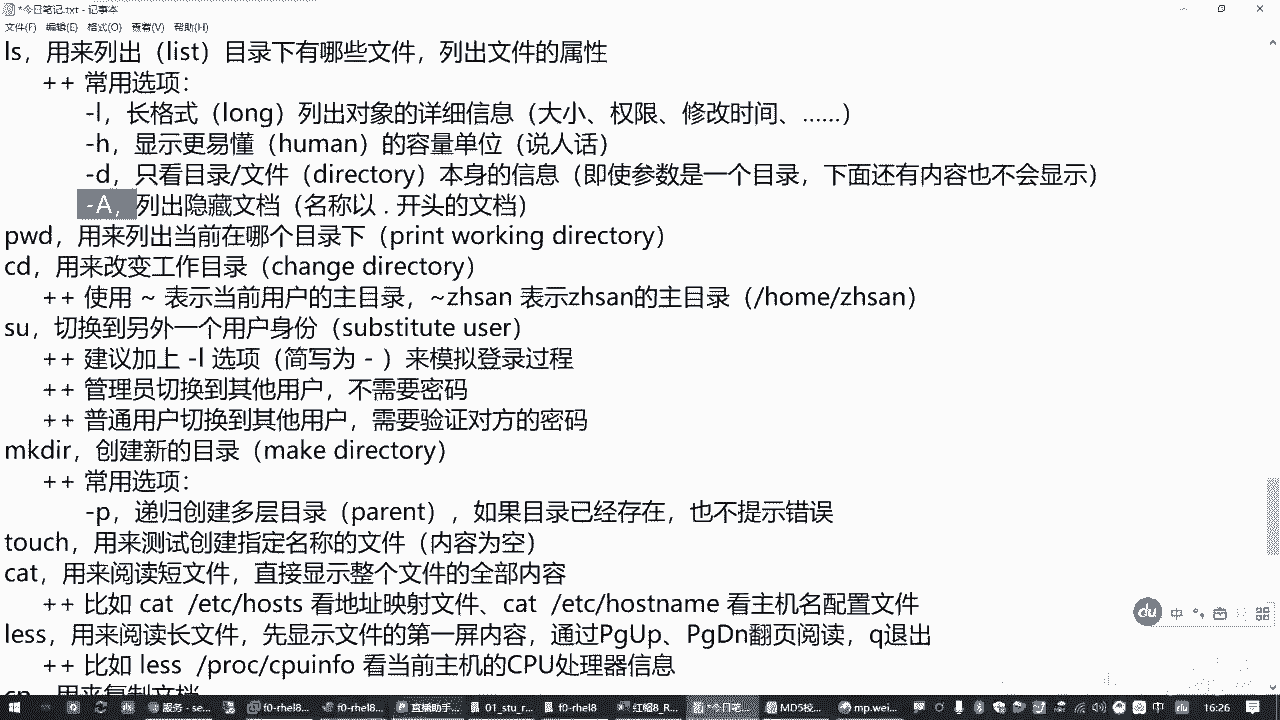 *今日笔记.txt - 记事本
文件(F) 编辑(E) 格式(O) 查看(V) 帮助(H)
ls，用来列出（list）目录下有哪些文件，列出文件的属性
++ 常用选项：
-l，长格式（long）列出对象的详细信息（大小、权限、修改时间、……）
-h，显示更易懂（human）的容量单位（说人话）
-d，只看目录/文件（directory）本身的信息（即使参数是一个目录，下面还有内容也不会显示）
-A，列出隐藏文档（名称以 . 开头的文档）
pwd，用来列出当前在哪个目录下（print working directory）
cd，用来改变工作目录（change directory）
++ 使用 ~ 表示当前用户的主目录，~zhsan 表示zhsan的主目录（/home/zhsan）
su，切换到另外一个用户身份（substitute user）
++ 建议加上 -l 选项（简写为 - ）来模拟登录过程
++ 管理员切换到其他用户，不需要密码
++ 普通用户切换到其他用户，需要验证对方的密码
mkdir，创建新的目录（make directory）
++ 常用选项：
-p，递归创建多层目录（parent），如果目录已经存在，也不提示错误
touch，用来测试创建指定名称的文件（内容为空）
cat，用来阅读短文件，直接显示整个文件的全部内容
++ 比如 cat /etc/hosts 看地址映射文件、cat /etc/hostname 看主机名配置文件
du 中
less，用来阅读长文件，先显示文件的第一屏内容，通过PgUp、PgDn翻页阅读，q退出
++ 比如 less /proc/cpuinfo 看当前主机的CPU处理器信息
cp，用来复制文档
服务 - se... f0-rhel8... f0-rhel8... 直播助手... 01_stu_r... f0-rhel8 红帽8_R... *今日笔... MD5校... mp.wei... 中 du 16:26